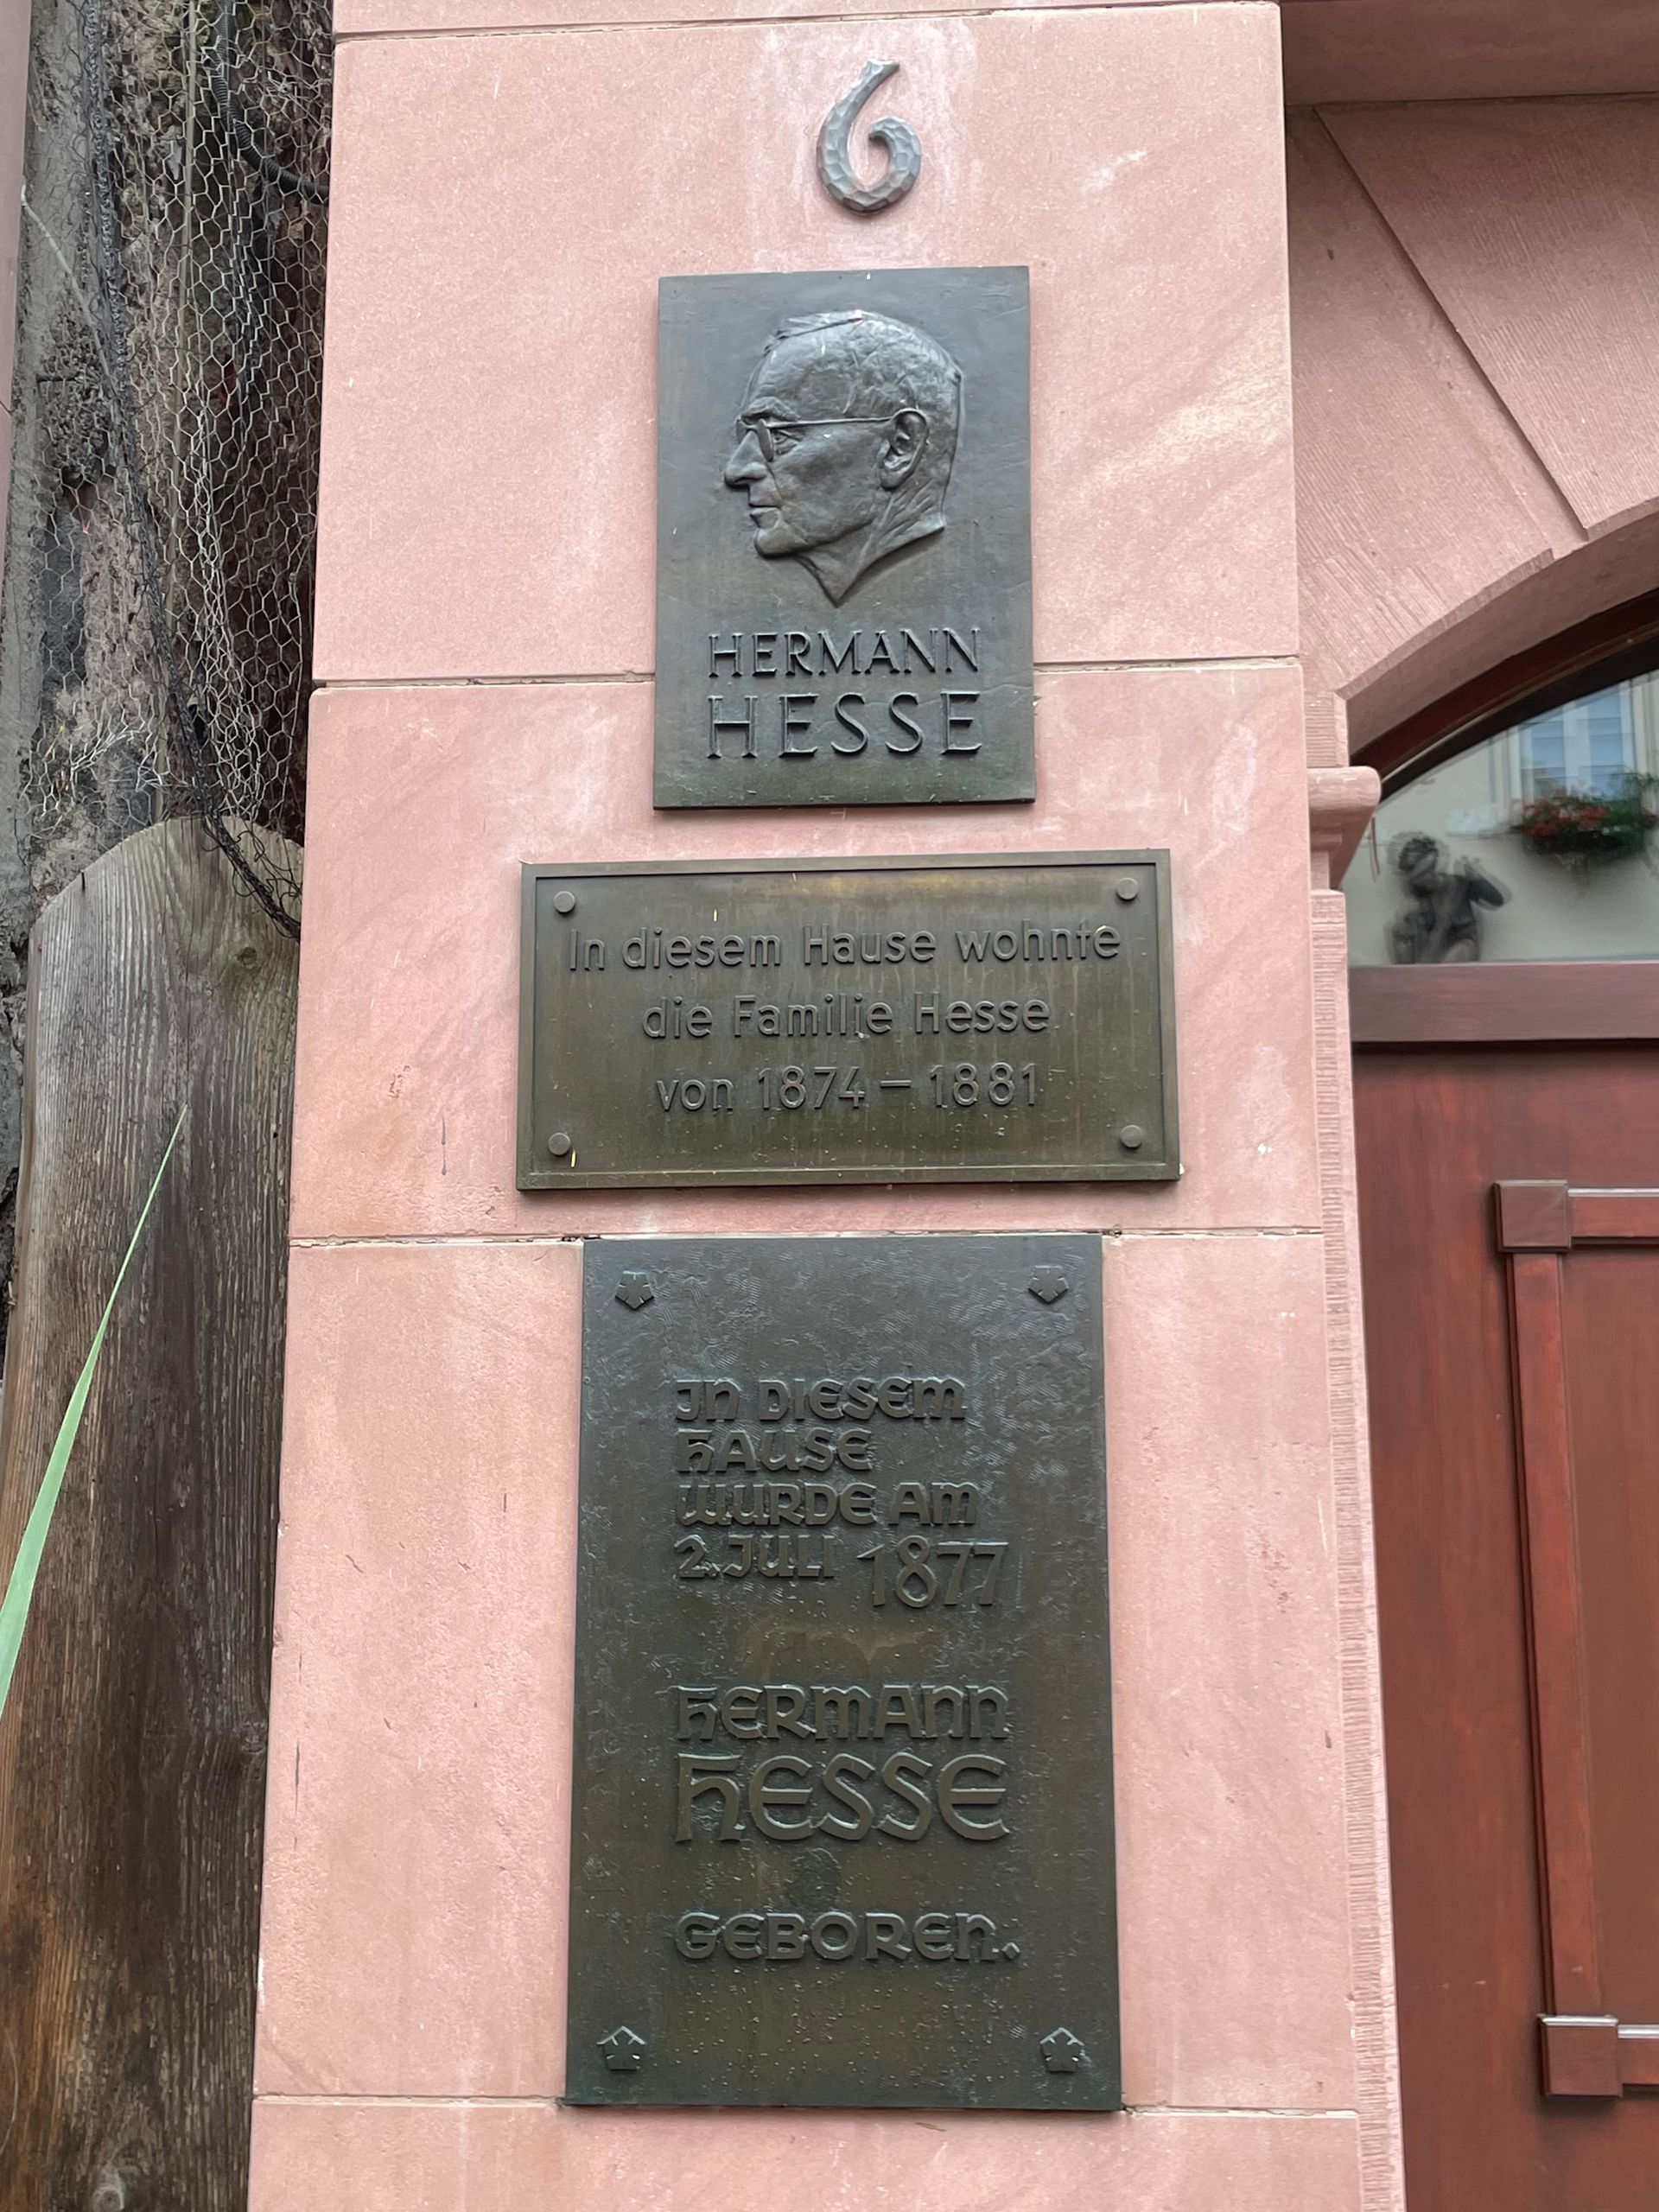 6
HERMANN
HESSE
In diesem Hause wohnte
die Familie Hesse
von 1874 – 1881
IN DIESEM
HAUSE
WURDE AM
2. JULI 1877
HERMANN
HESSE
GEBOREN.